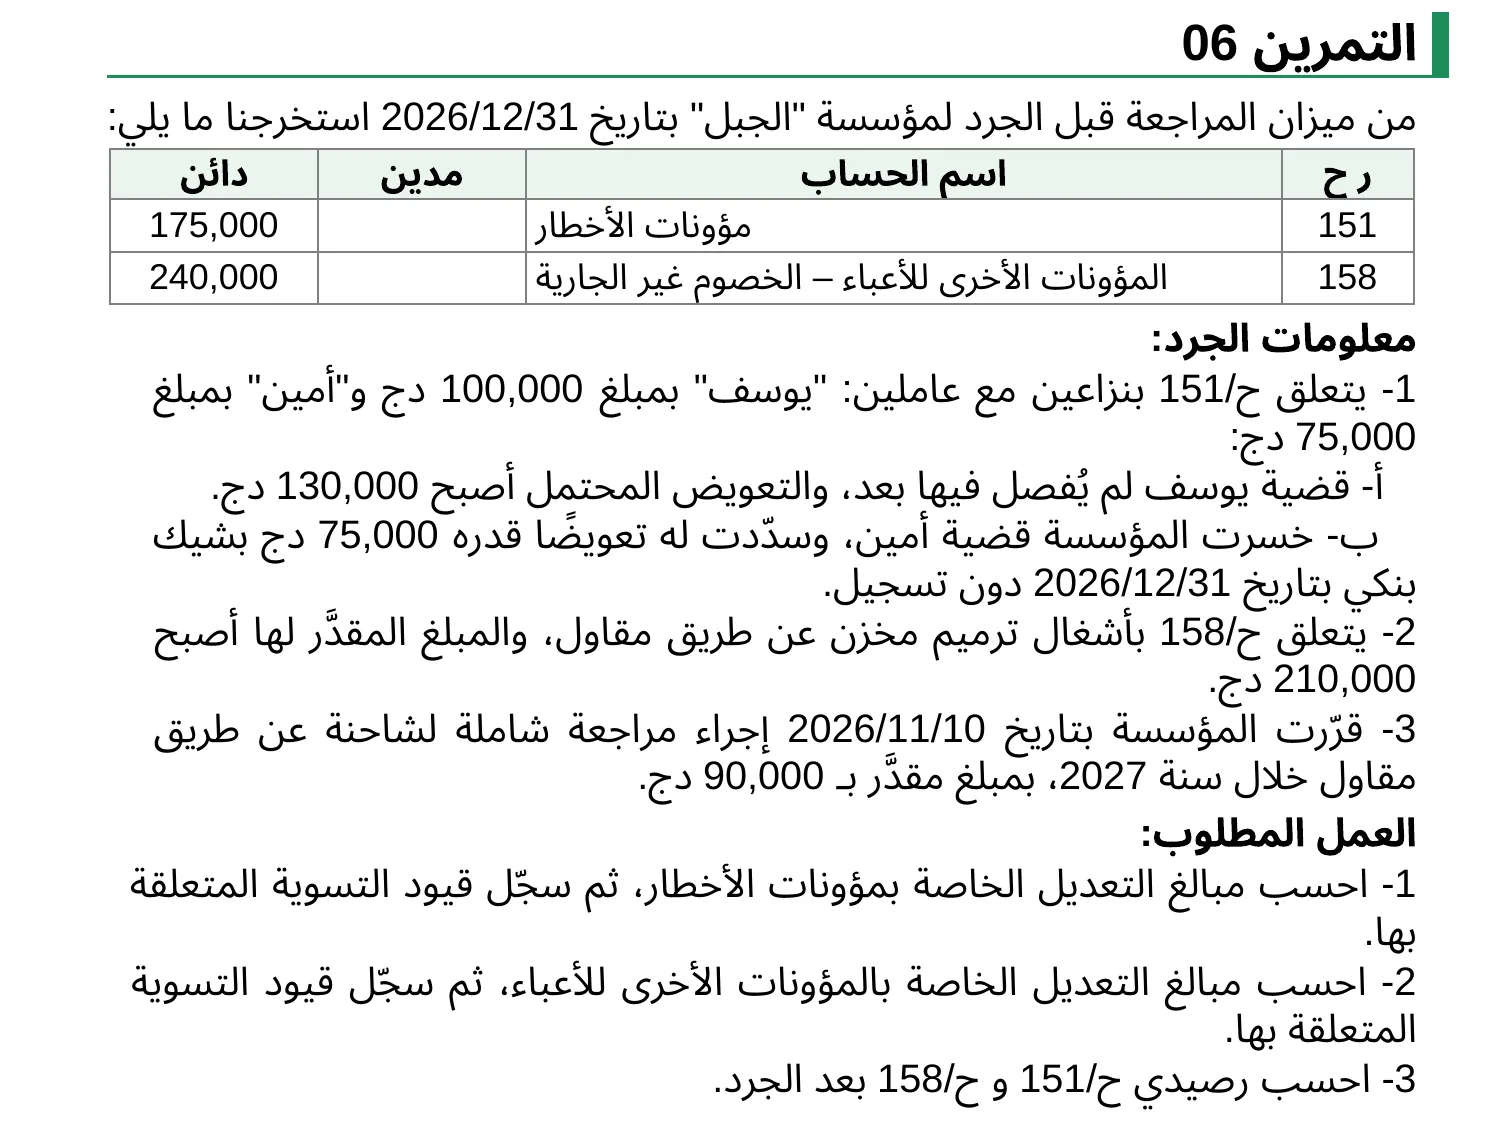 التمرين 06
من ميزان المراجعة قبل الجرد لمؤسسة "الجبل" بتاريخ 2026/12/31 استخرجنا ما يلي:
ر ح اسم الحساب مدين دائن
151 مؤونات الأخطار 175,000
158 المؤونات الأخرى للأعباء – الخصوم غير الجارية 240,000
معلومات الجرد:
1- يتعلق ح/151 بنزاعين مع عاملين: "يوسف" بمبلغ 100,000 دج و"أمين" بمبلغ
75,000 دج:
أ- قضية يوسف لم يُفصل فيها بعد، والتعويض المحتمل أصبح 130,000 دج.
ب- خسرت المؤسسة قضية أمين، وسدّدت له تعويضًا قدره 75,000 دج بشيك
بنكي بتاريخ 2026/12/31 دون تسجيل.
2- يتعلق ح/158 بأشغال ترميم مخزن عن طريق مقاول، والمبلغ المقدَّر لها أصبح
210,000 دج.
3- قرّرت المؤسسة بتاريخ 2026/11/10 إجراء مراجعة شاملة لشاحنة عن طريق
مقاول خلال سنة 2027، بمبلغ مقدَّر بـ 90,000 دج.
العمل المطلوب:
1- احسب مبالغ التعديل الخاصة بمؤونات الأخطار، ثم سجّل قيود التسوية المتعلقة
بها.
2- احسب مبالغ التعديل الخاصة بالمؤونات الأخرى للأعباء، ثم سجّل قيود التسوية
المتعلقة بها.
3- احسب رصيدي ح/151 و ح/158 بعد الجرد.